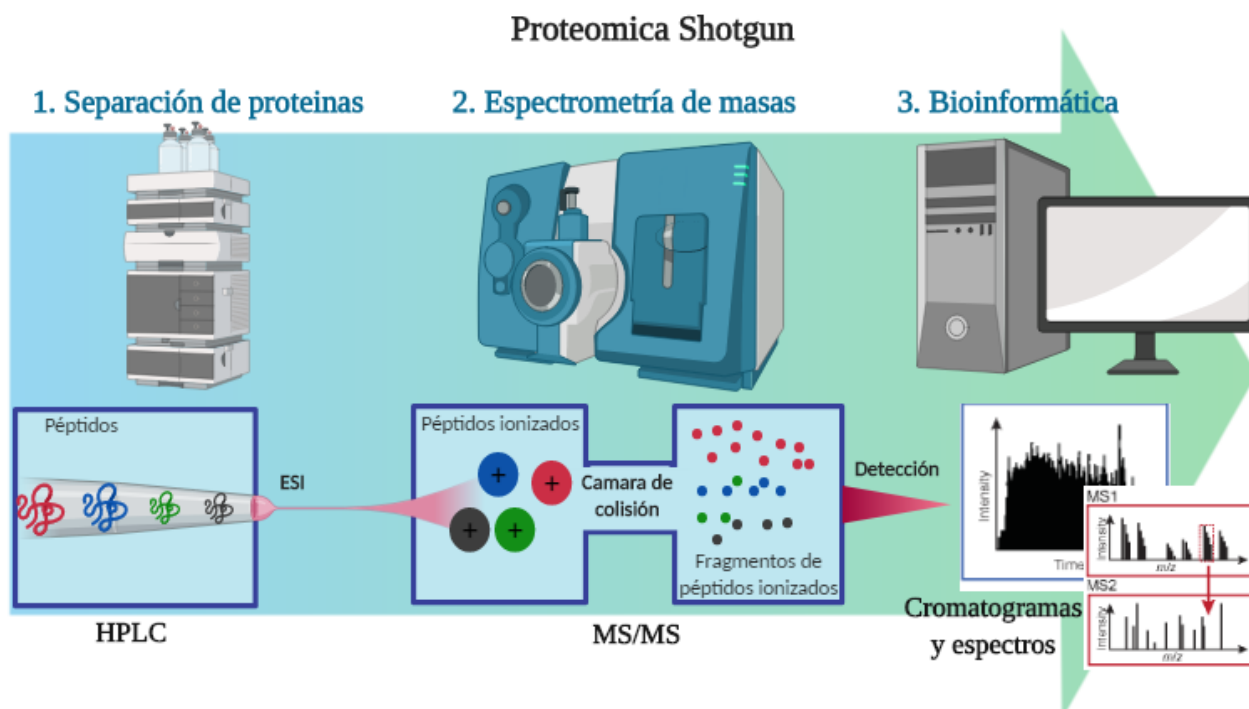 Proteomica Shotgun
1. Separación de proteinas
2. Espectrometría de masas
3. Bioinformática
Péptidos
ESI
Péptidos ionizados
Camara de
colisión
Fragmentos de
péptidos ionizados
Detección
Intensity
Time
MS1
Intensity
m/z
MS2
Intensity
m/z
HPLC
MS/MS
Cromatogramas
y espectros
+
+
+
+